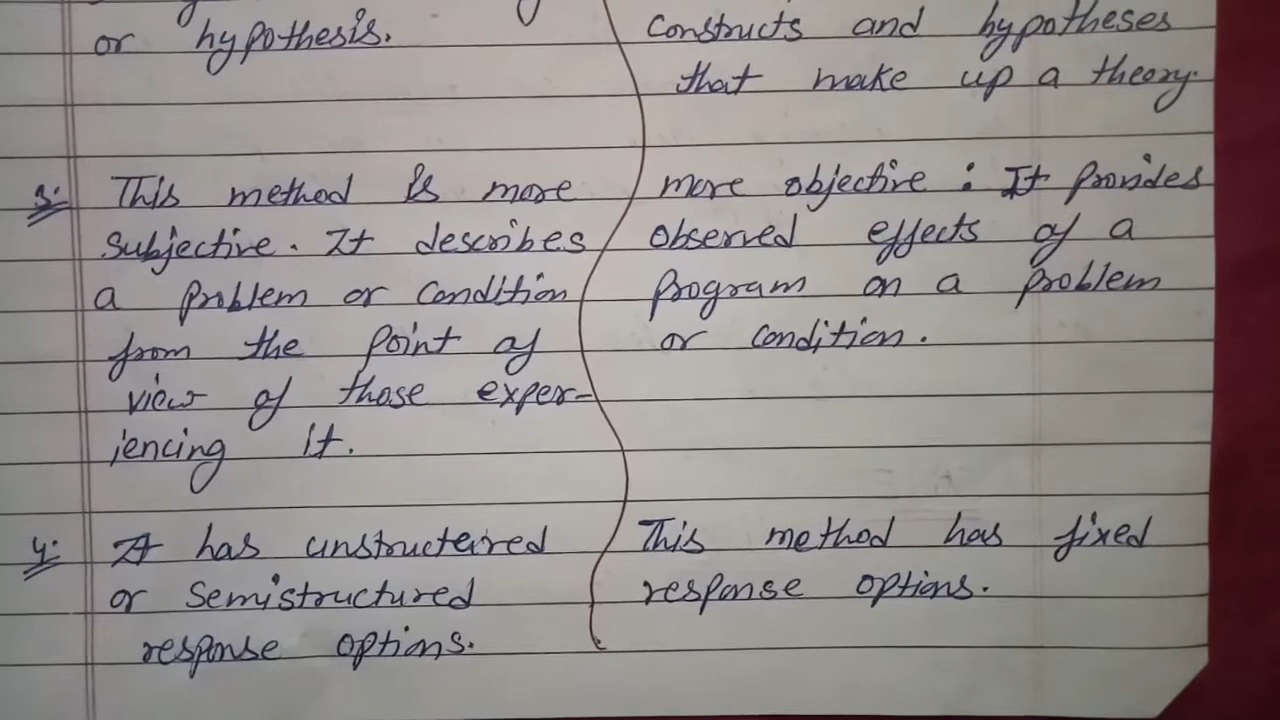 or hypothesis.
constructs and hypotheses
that make up a theory.
3:- This method is more
subjective. It describes
a problem or condition
from the point of
view of those exper-
iencing it.
more objective : It provides
observed effects of a
program on a problem
or condition.
4:- It has unstructeured
or semistructured
response options.
This method has fixed
response options.